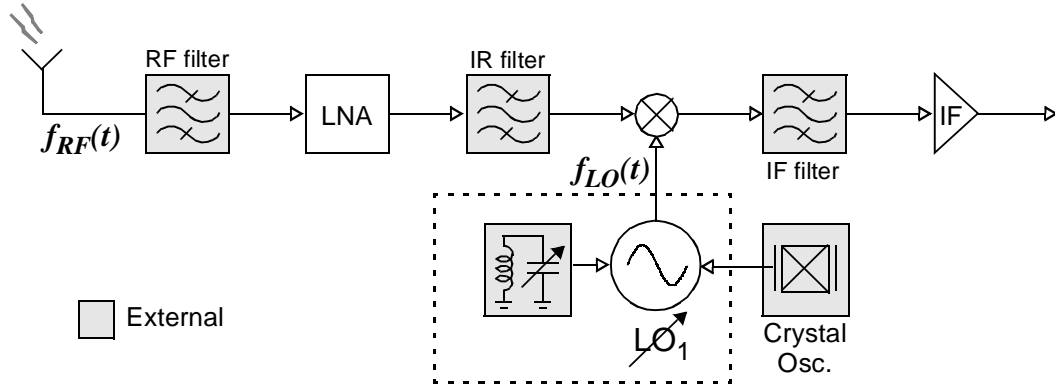 RF filter
IR filter
LNA
IF
f_RF(t)
f_LO(t)
IF filter
External
LO₁
Crystal
Osc.